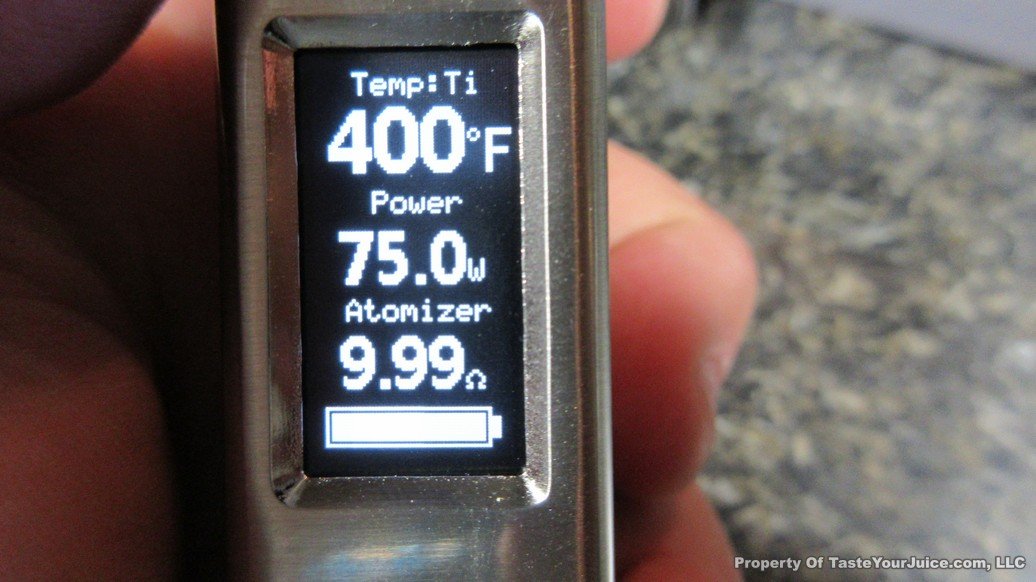 Temp:Ti
400°F
Power
75.0W
Atomizer
9.99Ω
Property Of TasteYourJuice.com, LLC